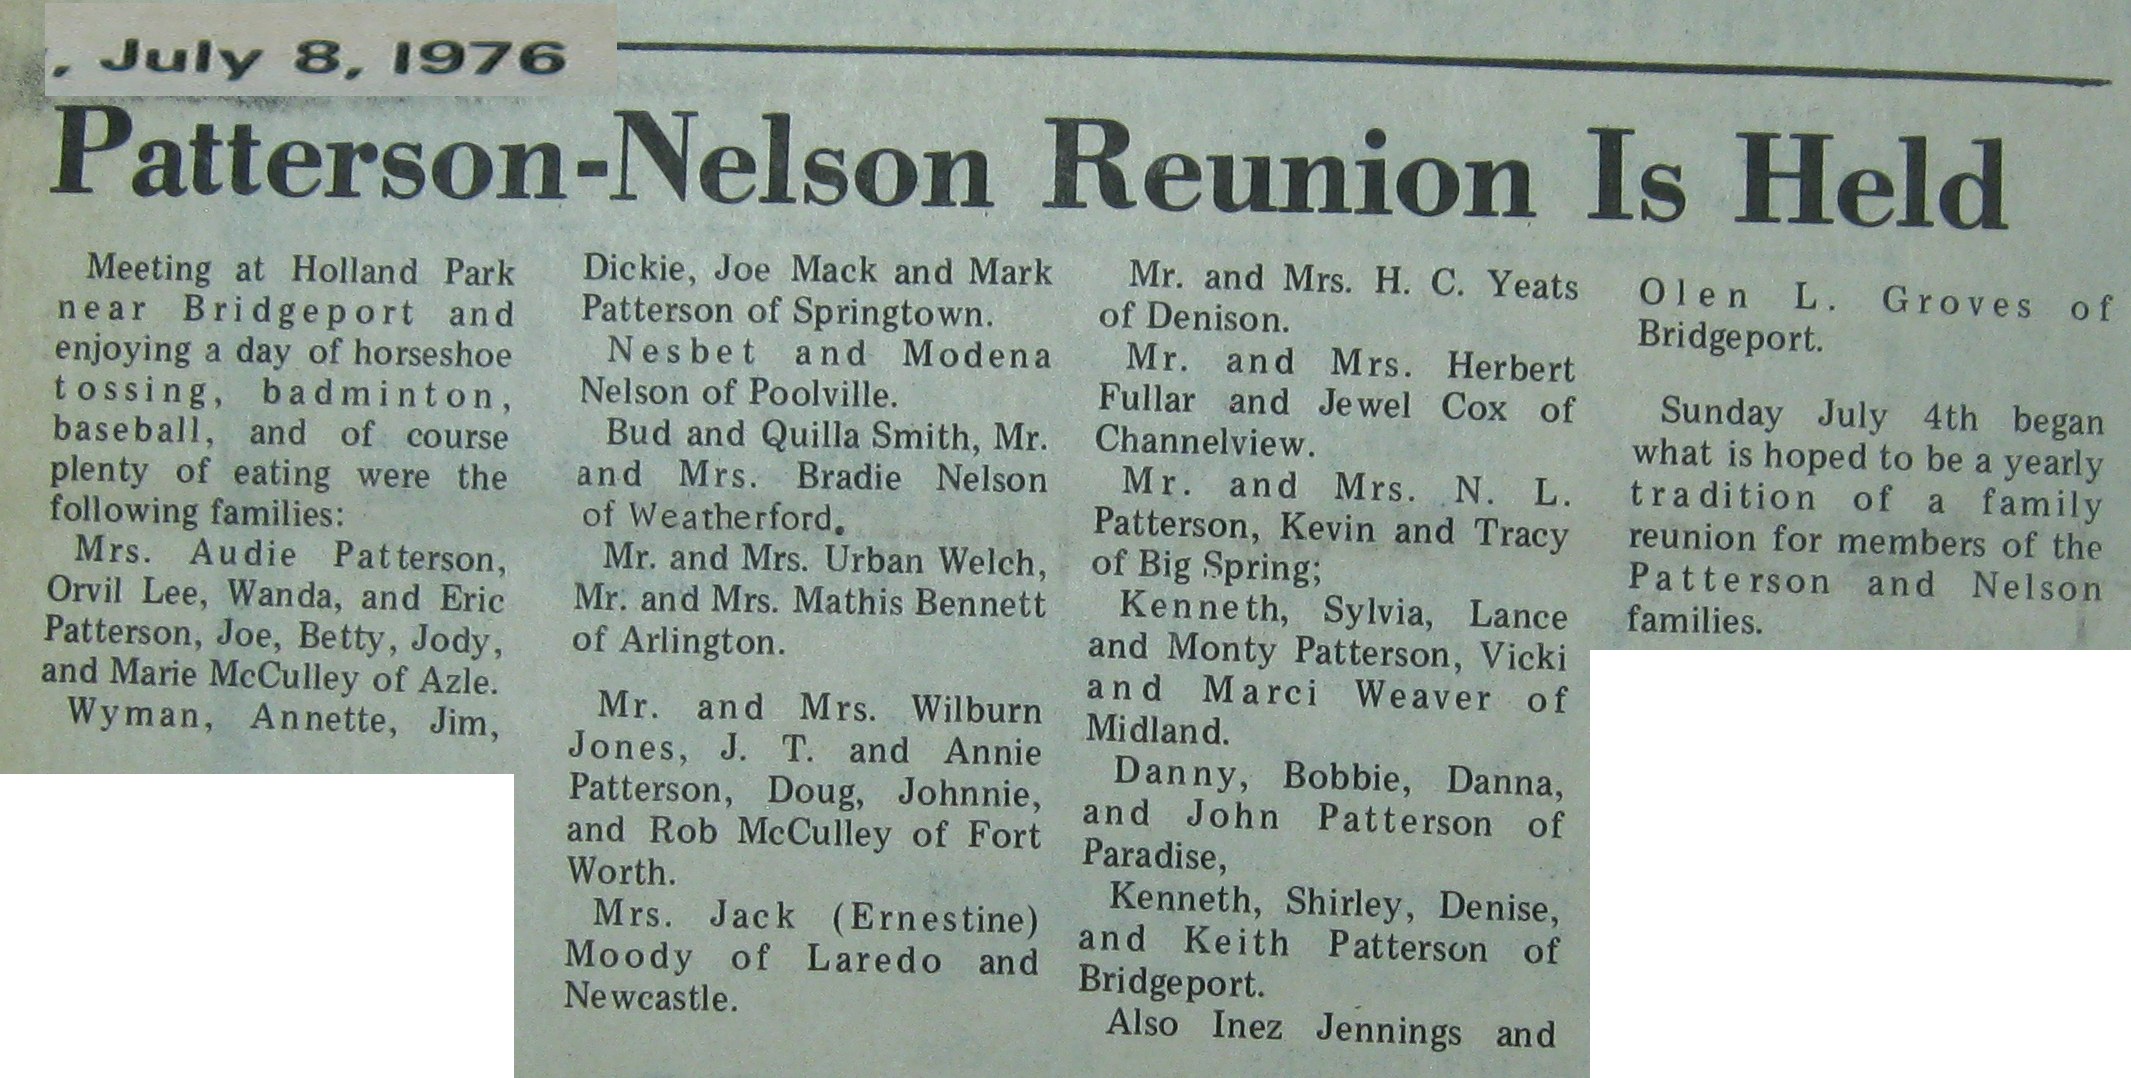 , July 8, 1976
Patterson-Nelson Reunion Is Held
Meeting at Holland Park
near Bridgeport and
enjoying a day of horseshoe
tossing, badminton,
baseball, and of course
plenty of eating were the
following families:
Mrs. Audie Patterson,
Orvil Lee, Wanda, and Eric
Patterson, Joe, Betty, Jody,
and Marie McCulley of Azle.
Wyman, Annette, Jim,
Dickie, Joe Mack and Mark
Patterson of Springtown.
Nesbet and Modena
Nelson of Poolville.
Bud and Quilla Smith, Mr.
and Mrs. Bradie Nelson
of Weatherford.
Mr. and Mrs. Urban Welch,
Mr. and Mrs. Mathis Bennett
of Arlington.
Mr. and Mrs. Wilburn
Jones, J. T. and Annie
Patterson, Doug, Johnnie,
and Rob McCulley of Fort
Worth.
Mrs. Jack (Ernestine)
Moody of Laredo and
Newcastle.
Mr. and Mrs. H. C. Yeats
of Denison.
Mr. and Mrs. Herbert
Fullar and Jewel Cox of
Channelview.
Mr. and Mrs. N. L.
Patterson, Kevin and Tracy
of Big Spring;
Kenneth, Sylvia, Lance
and Monty Patterson, Vicki
and Marci Weaver of
Midland.
Danny, Bobbie, Danna,
and John Patterson of
Paradise,
Kenneth, Shirley, Denise,
and Keith Patterson of
Bridgeport.
Also Inez Jennings and
Olen L. Groves of
Bridgeport.
Sunday July 4th began
what is hoped to be a yearly
tradition of a family
reunion for members of the
Patterson and Nelson
families.